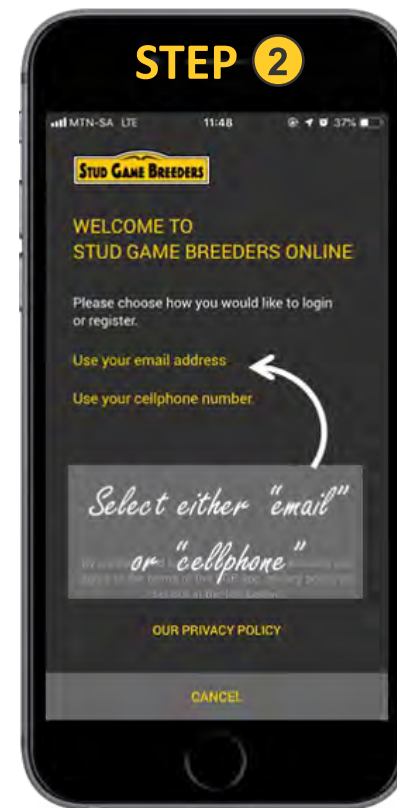 STEP 2
MTN-SA LTE 11:48 37%
STUD GAME BREEDERS
WELCOME TO
STUD GAME BREEDERS ONLINE
Please choose how you would like to login
or register.
Use your email address
Use your cellphone number
Select either "email"
or "cellphone"
OUR PRIVACY POLICY
CANCEL